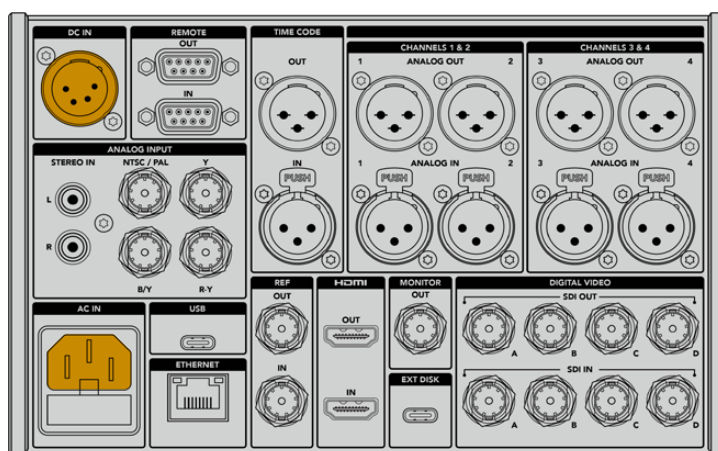 DC IN
REMOTE
OUT
IN
TIME CODE
OUT
IN
PUSH
CHANNELS 1 & 2
1 ANALOG OUT 2
1 ANALOG IN 2
PUSH PUSH
CHANNELS 3 & 4
3 ANALOG OUT 4
3 ANALOG IN 4
PUSH PUSH
ANALOG INPUT
STEREO IN NTSC / PAL Y
L
R
B/Y R-Y
AC IN
USB
ETHERNET
REF
OUT
IN
HDMI
OUT
IN
MONITOR
OUT
EXT DISK
DIGITAL VIDEO
SDI OUT
A B C D
SDI IN
A B C D